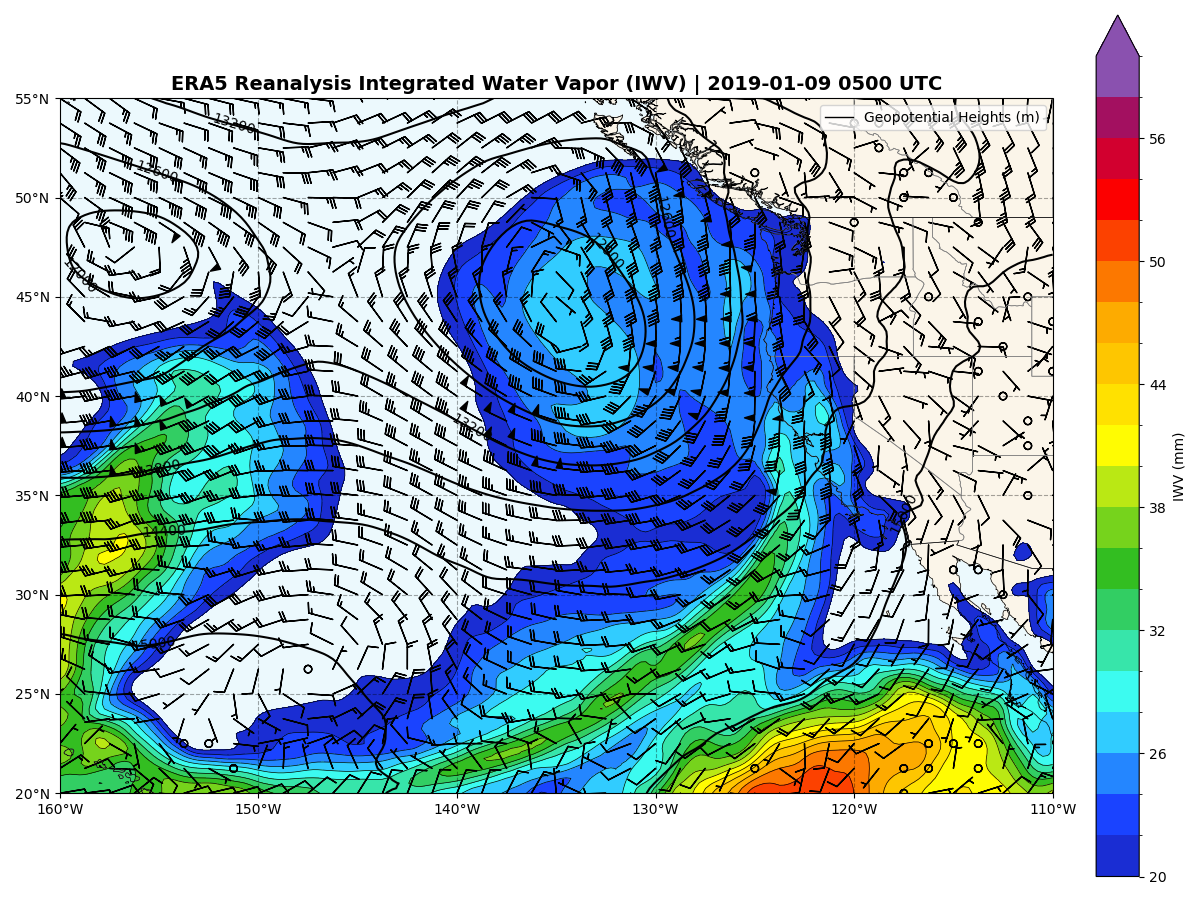 ERA5 Reanalysis Integrated Water Vapor (IWV) | 2019-01-09 0500 UTC
Geopotential Heights (m)
55°N
50°N
45°N
40°N
35°N
30°N
25°N
20°N
160°W
150°W
140°W
130°W
120°W
110°W
13200
12600
13200
15000
56
50
44
38
32
26
20
IWV (mm)